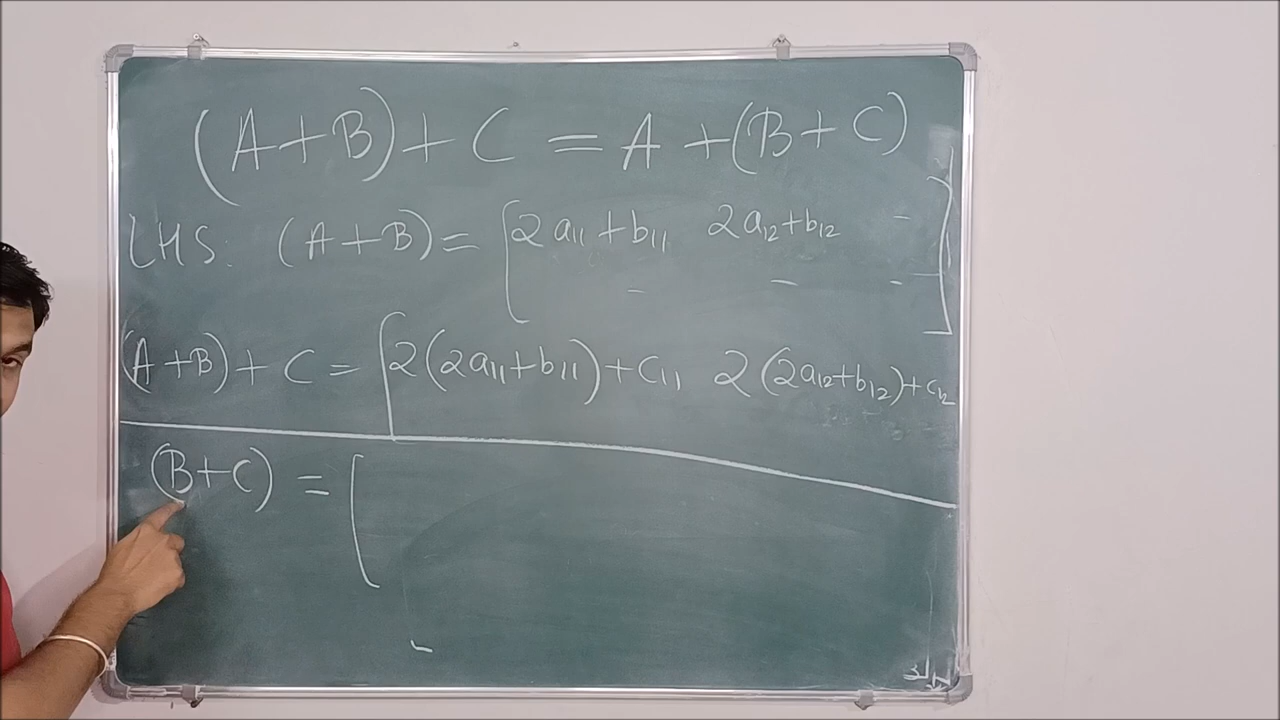 (A+B)+C = A+(B+C)
LHS: (A+B)= [2a11+b11 2a12+b12 -
- - - ]
(A+B)+C = [2(2a11+b11)+C11 2(2a12+b12)+C12
(B+C) = [